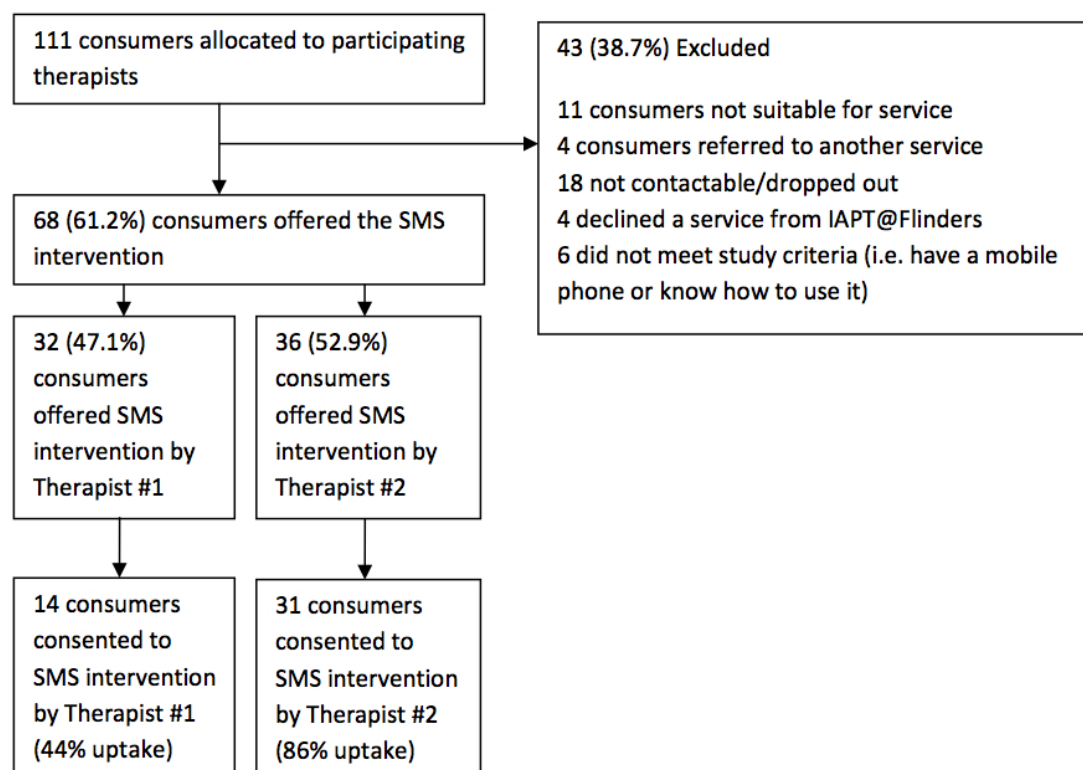 111 consumers allocated to participating
therapists
43 (38.7%) Excluded
11 consumers not suitable for service
4 consumers referred to another service
18 not contactable/dropped out
4 declined a service from IAPT@Flinders
6 did not meet study criteria (i.e. have a mobile
phone or know how to use it)
68 (61.2%) consumers offered the SMS
intervention
32 (47.1%)
consumers
offered SMS
intervention by
Therapist #1
36 (52.9%)
consumers
offered SMS
intervention by
Therapist #2
14 consumers
consented to
SMS intervention
by Therapist #1
(44% uptake)
31 consumers
consented to
SMS intervention
by Therapist #2
(86% uptake)